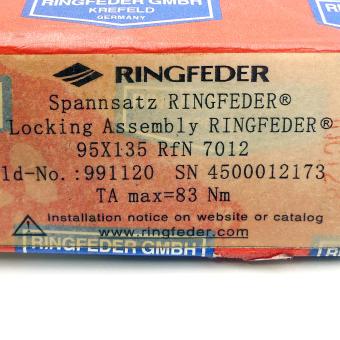 RINGFEDER GMBH
KREFELD
GERMANY
RINGFEDER
Spannsatz RINGFEDER®
Locking Assembly RINGFEDER®
95X135 RfN 7012
ld-No.:991120 SN 4500012173
TA max=83 Nm
Installation notice on website or catalog
www.ringfeder.com
RINGFEDER GMBH